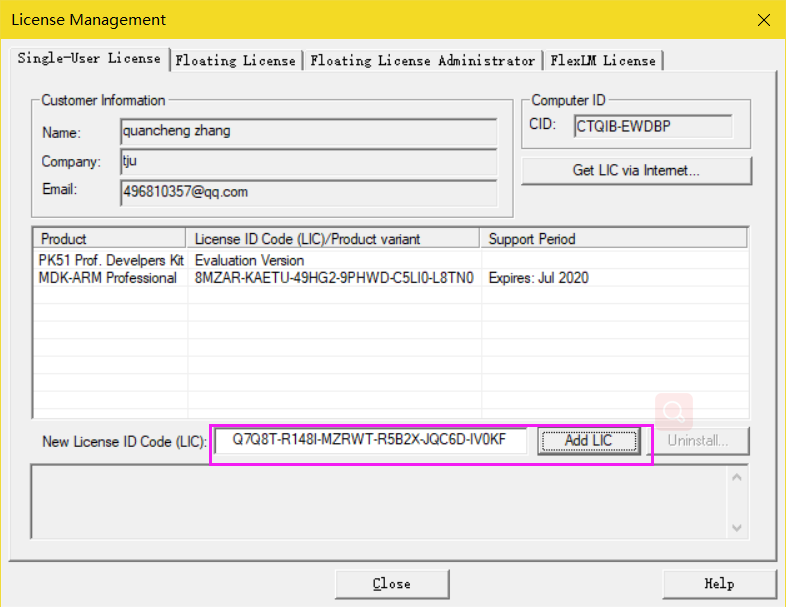 License Management
Single-User License Floating License Floating License Administrator FlexLM License
Customer Information
Name: quancheng zhang
Company: tju
Email: 496810357@qq.com
Computer ID
CID: CTQIB-EWDBP
Get LIC via Internet...
Product License ID Code (LIC)/Product variant Support Period
PK51 Prof. Develpers Kit Evaluation Version
MDK-ARM Professional 8MZAR-KAETU-49HG2-9PHWD-C5LI0-L8TN0 Expires: Jul 2020
New License ID Code (LIC): Q7Q8T-R148I-MZRWT-R5B2X-JQC6D-IV0KF Add LIC Uninstall...
Close Help